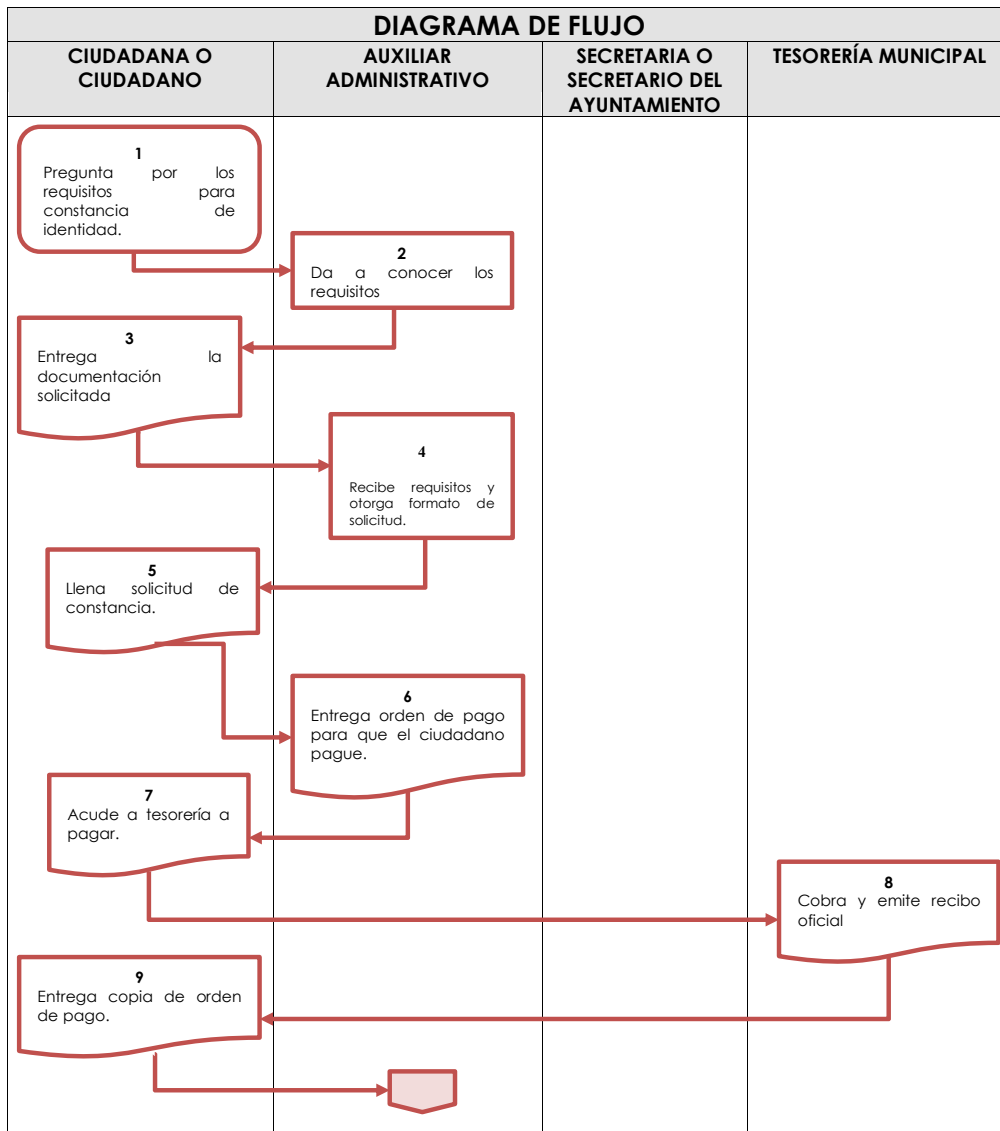 DIAGRAMA DE FLUJO
CIUDADANA O
CIUDADANO
AUXILIAR
ADMINISTRATIVO
SECRETARIA O
SECRETARIO DEL
AYUNTAMIENTO
TESORERÍA MUNICIPAL
1
Pregunta por los
requisitos para
constancia de
identidad.
2
Da a conocer los
requisitos
3
Entrega la
documentación
solicitada
4
Recibe requisitos y
otorga formato de
solicitud.
5
Llena solicitud de
constancia.
6
Entrega orden de pago
para que el ciudadano
pague.
7
Acude a tesorería a
pagar.
8
Cobra y emite recibo
oficial
9
Entrega copia de orden
de pago.